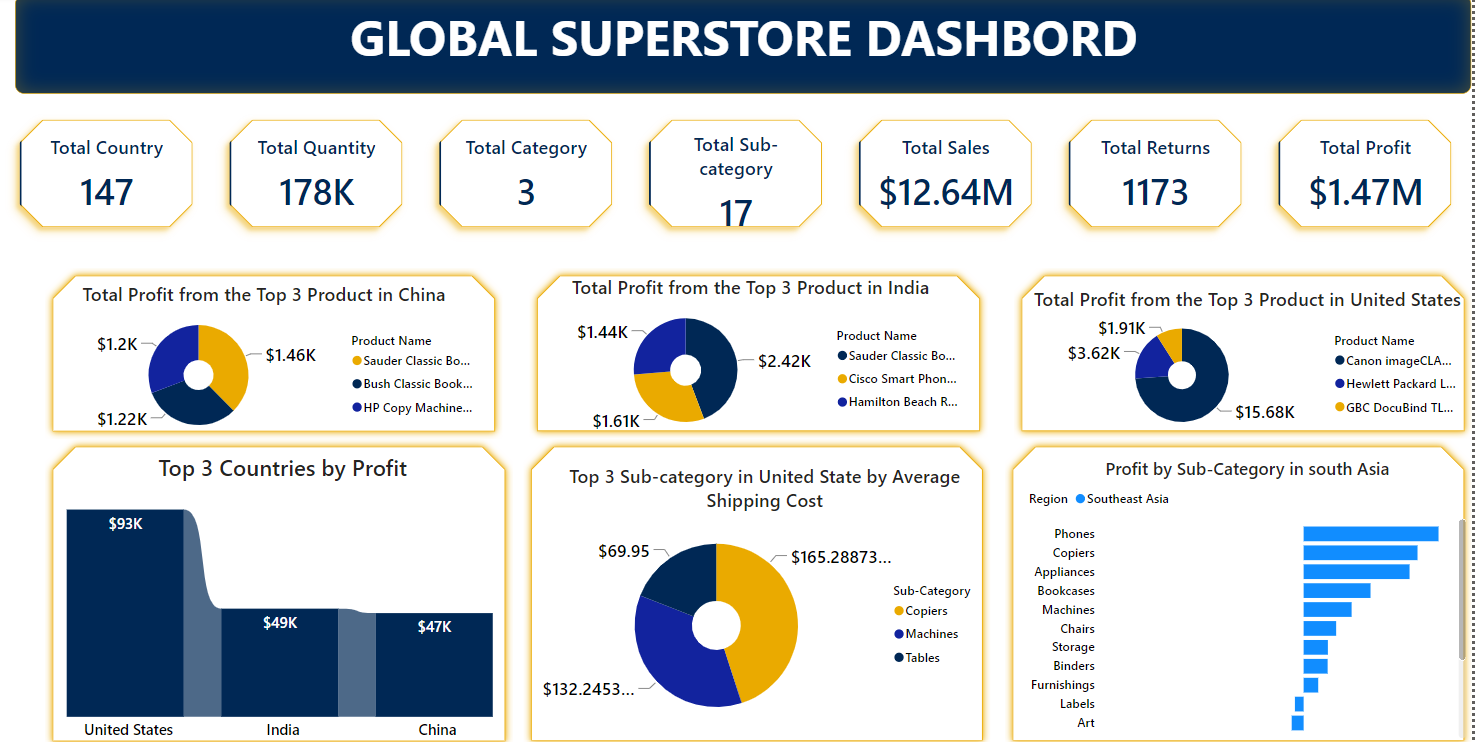 GLOBAL SUPERSTORE DASHBORD
Total Country
147
Total Quantity
178K
Total Category
3
Total Sub-
category
17
Total Sales
$12.64M
Total Returns
1173
Total Profit
$1.47M
Total Profit from the Top 3 Product in China
$1.2K
$1.46K
$1.22K
Product Name
Sauder Classic Bo...
Bush Classic Book...
HP Copy Machine...
Total Profit from the Top 3 Product in India
$1.44K
$2.42K
$1.61K
Product Name
Sauder Classic Bo...
Cisco Smart Phon...
Hamilton Beach R...
Total Profit from the Top 3 Product in United States
$1.91K
$3.62K
$15.68K
Product Name
Canon imageCLA...
Hewlett Packard L...
GBC DocuBind TL...
Top 3 Countries by Profit
$93K
$49K
$47K
United States
India
China
Top 3 Sub-category in United State by Average
Shipping Cost
$69.95
$165.28873...
$132.2453...
Sub-Category
Copiers
Machines
Tables
Profit by Sub-Category in south Asia
Region Southeast Asia
Phones
Copiers
Appliances
Bookcases
Machines
Chairs
Storage
Binders
Furnishings
Labels
Art